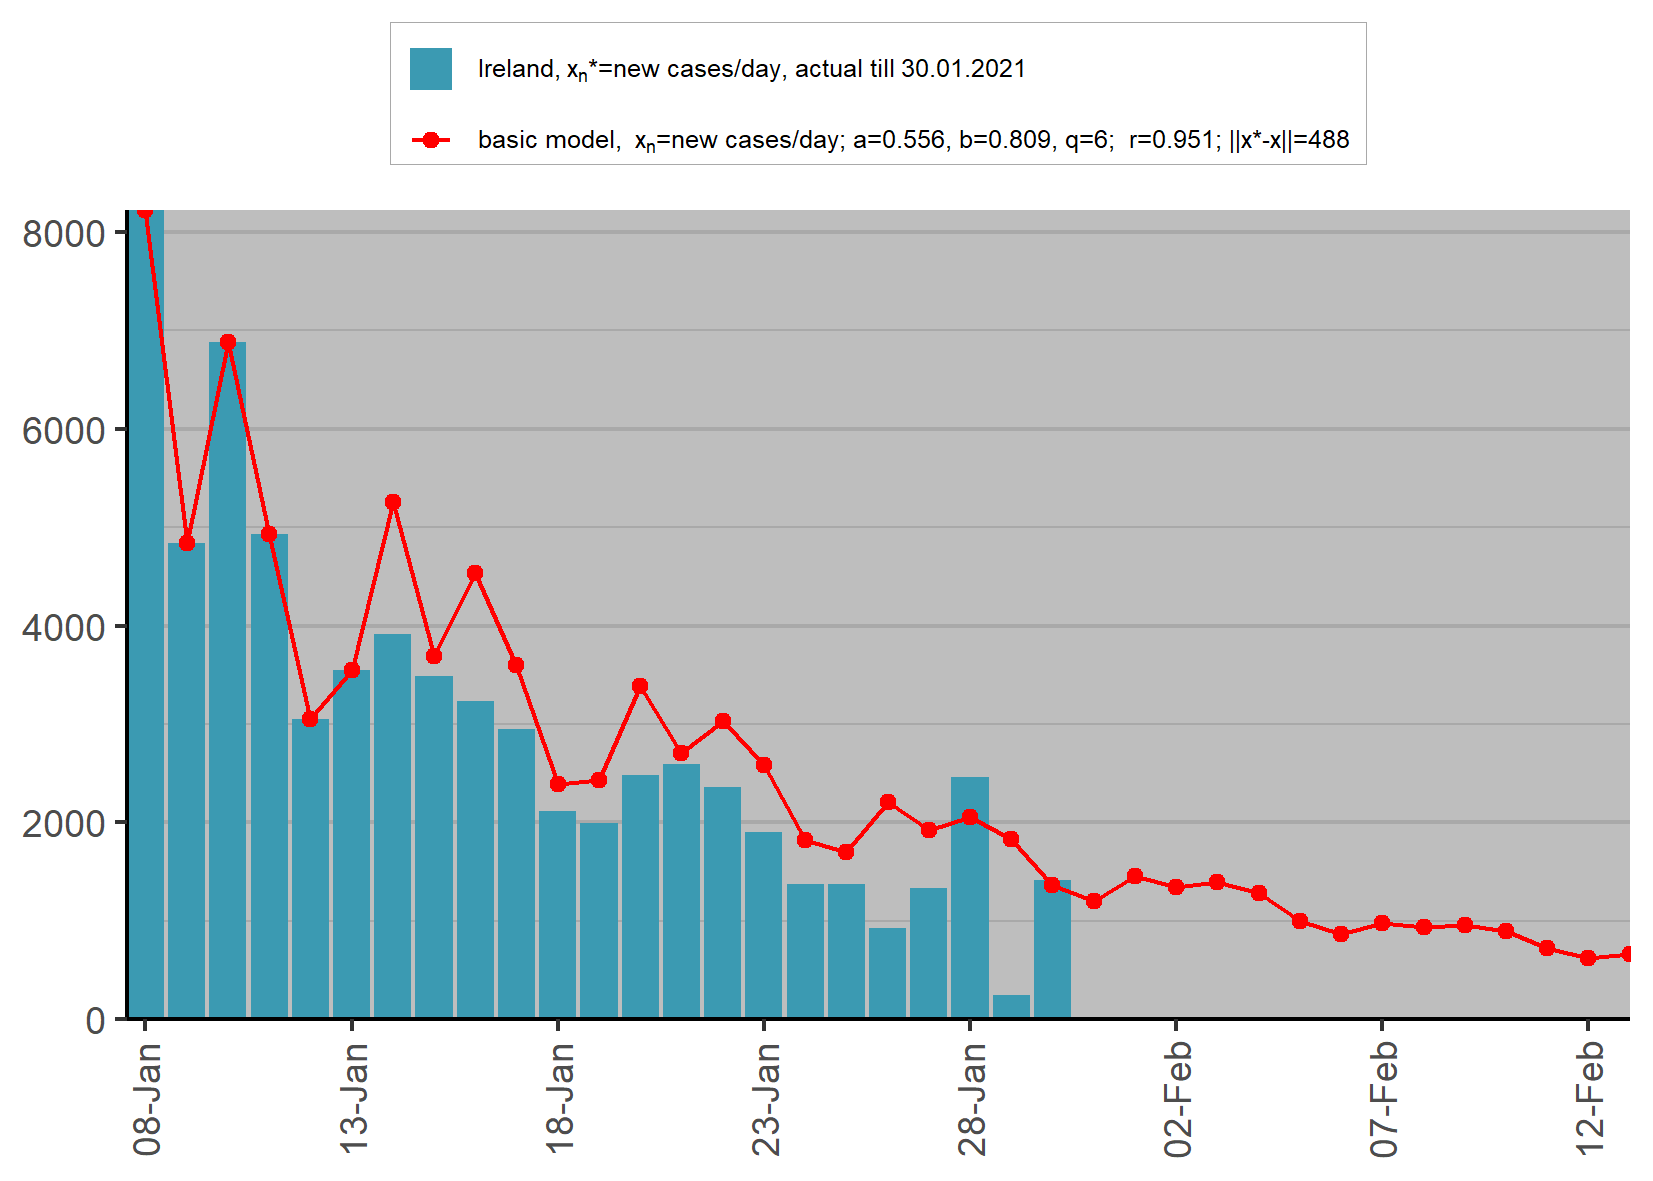 Ireland, xₙ*=new cases/day, actual till 30.01.2021
basic model, xₙ=new cases/day; a=0.556, b=0.809, q=6; r=0.951; ||x*-x||=488
8000
6000
4000
2000
0
08-Jan
13-Jan
18-Jan
23-Jan
28-Jan
02-Feb
07-Feb
12-Feb